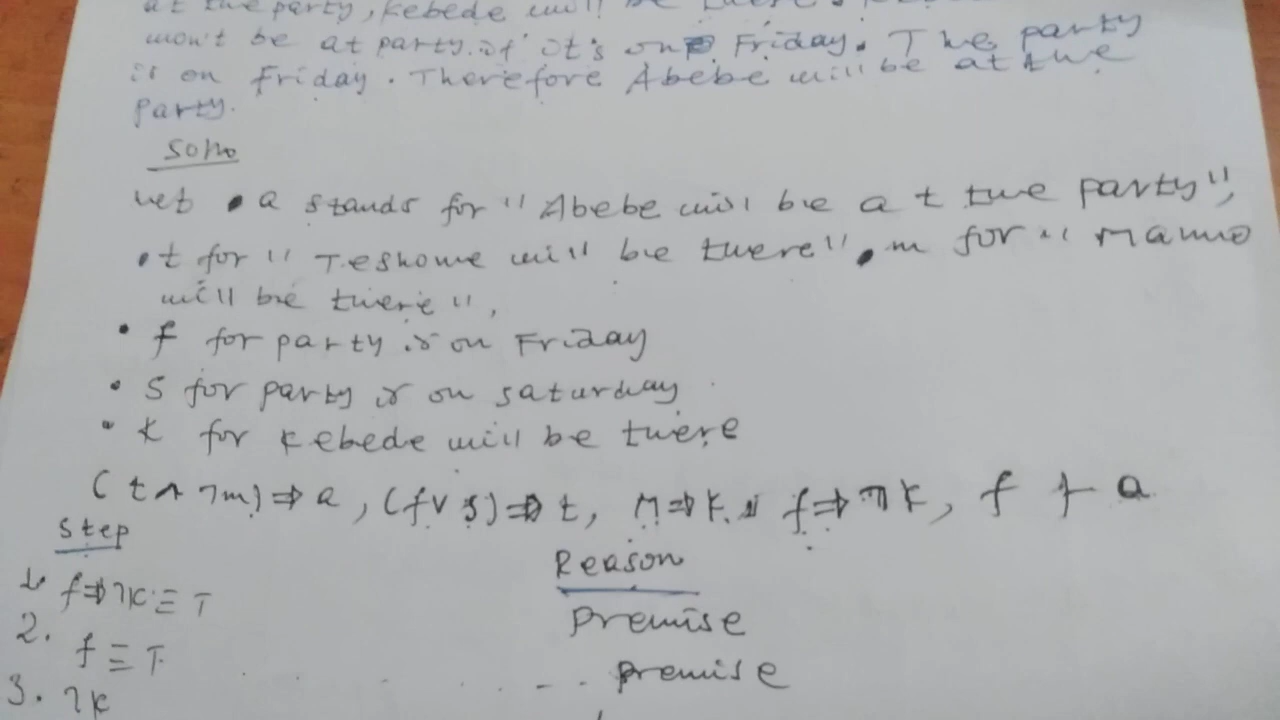 at the party, Kebede will be there.
won't be at party.if it's on Friday. The party
is on Friday. Therefore Abebe will be at the
Party.
Soln
Let • a stands for "Abebe will be at the party",
• t for "Teshome will be there", • m for "Mamo
will be there",
• f for party is on Friday
• S for party is on saturday
• K for Kebede will be there
(t∧¬m)⇒a, (f∨s)⇒t, m⇒k, f⇒¬k, f ⊢ a
Step
Reason
1. f⇒¬k ≡ T
Premise
2. f ≡ T
premise
3. ¬k